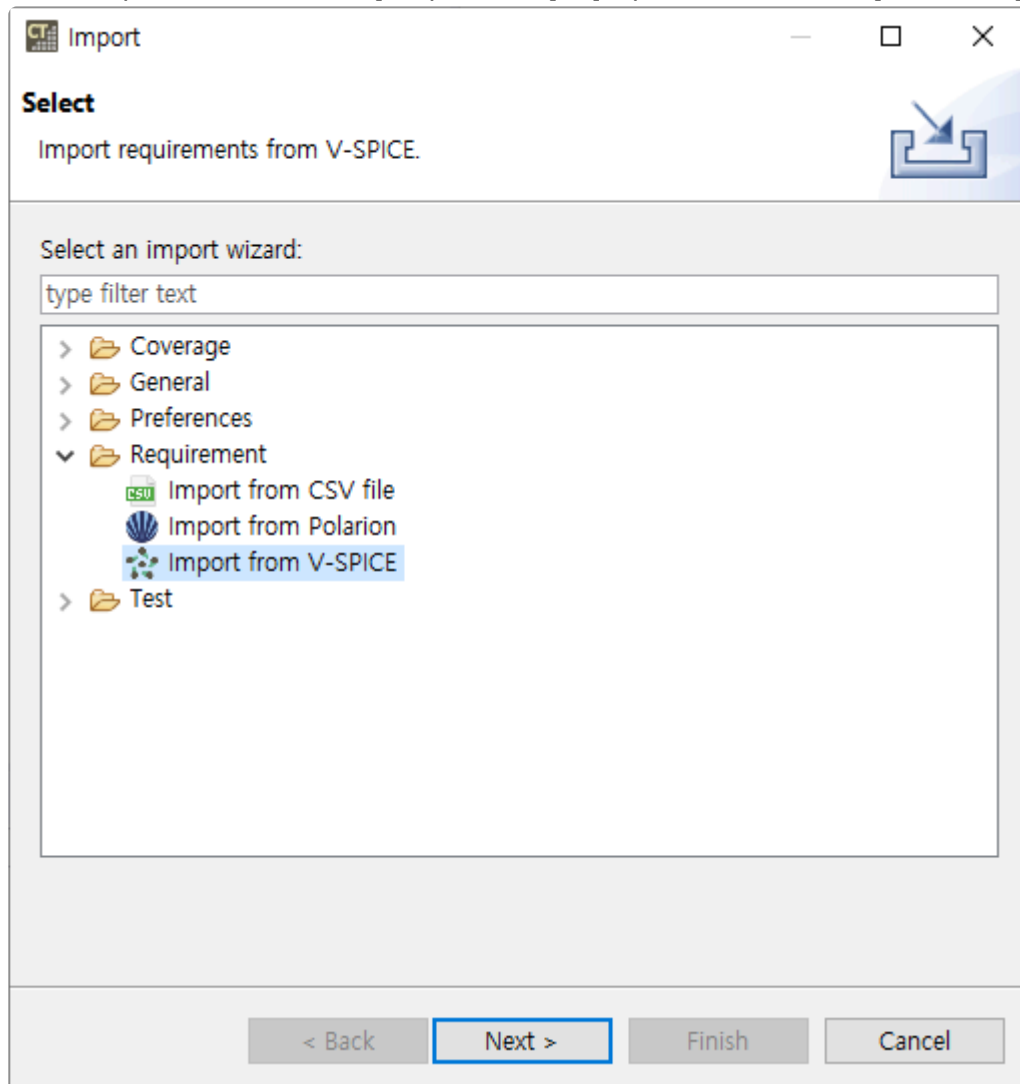 Import
Select
Import requirements from V-SPICE.
Select an import wizard:
type filter text
Coverage
General
Preferences
Requirement
Import from CSV file
Import from Polarion
Import from V-SPICE
Test
< Back Next > Finish Cancel